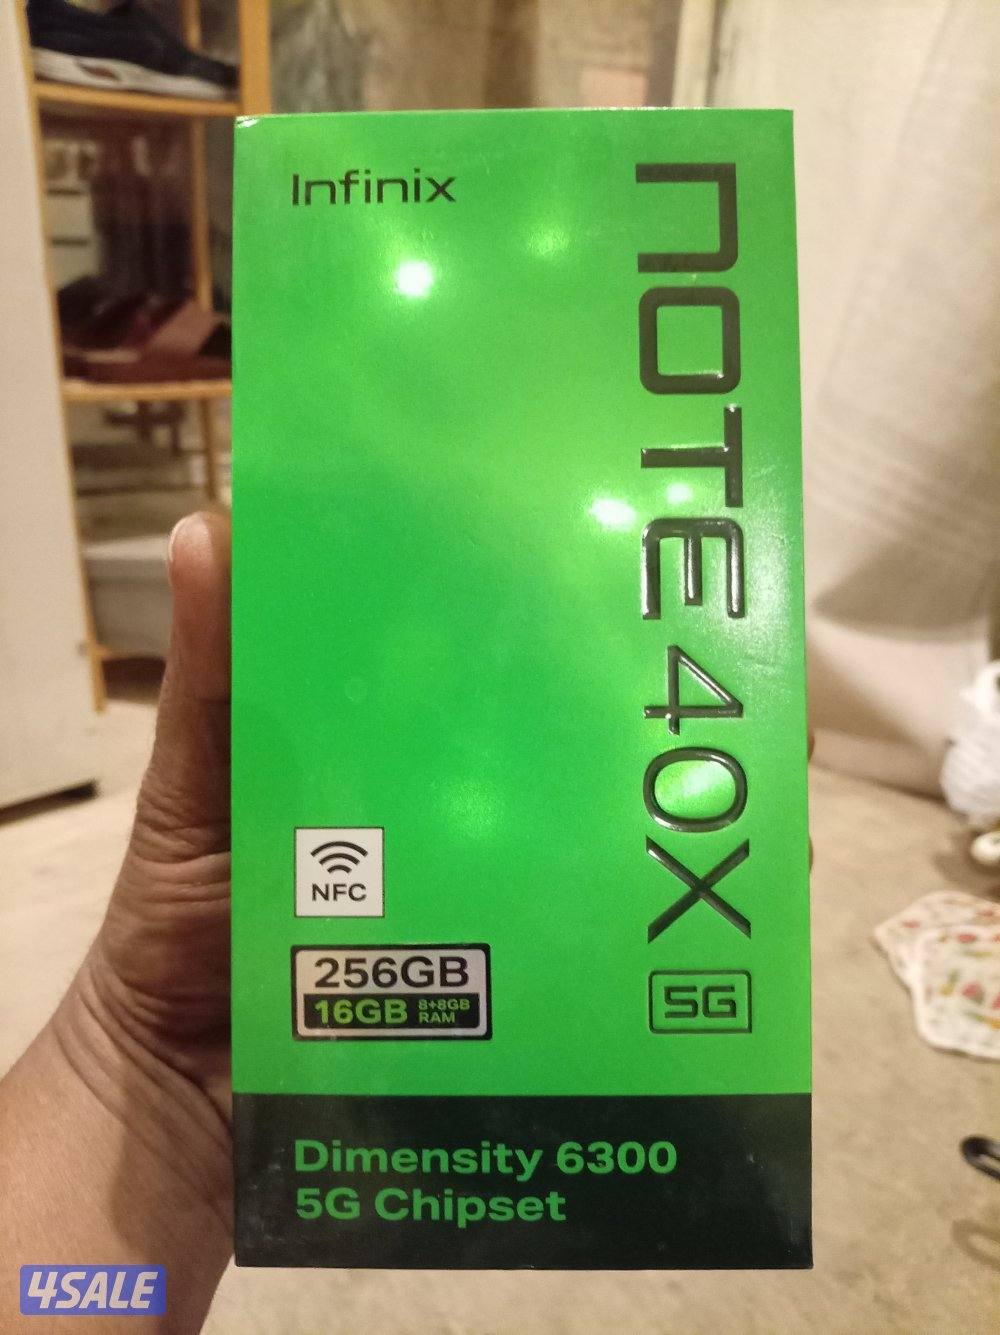 Infinix
NOTE 40X
5G
NFC
256GB
16GB 8+8GB RAM
Dimensity 6300
5G Chipset
4SALE